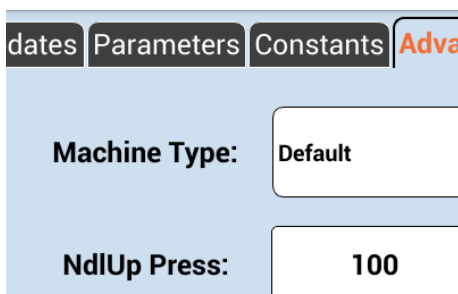 dates Parameters Constants Adva
Machine Type: Default
NdlUp Press: 100